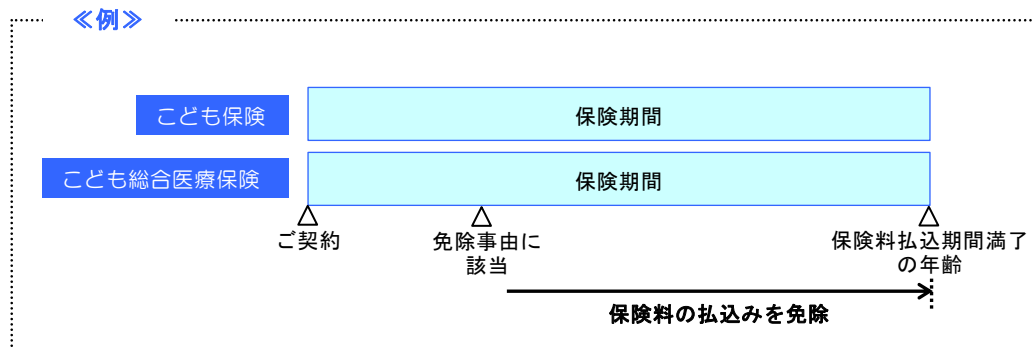 ≪例≫
こども保険
保険期間
こども総合医療保険
保険期間
ご契約
免除事由に
該当
保険料払込期間満了
の年齢
保険料の払込みを免除